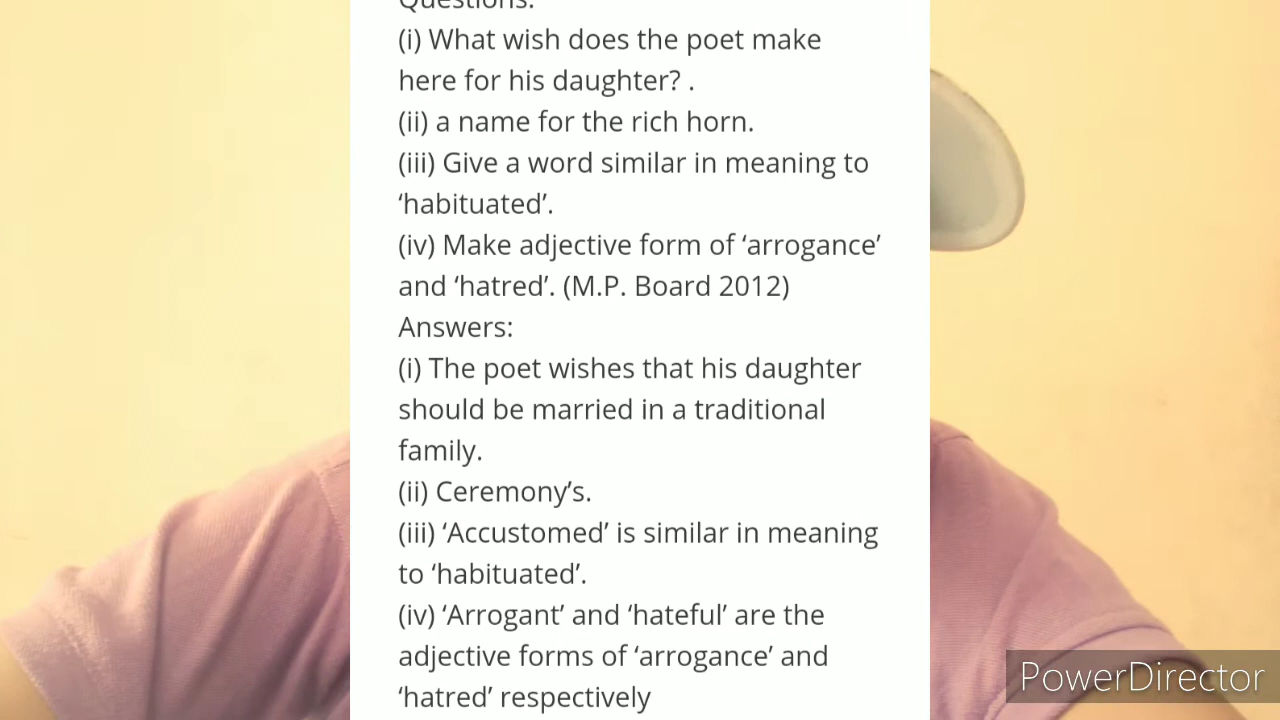 Questions:
(i) What wish does the poet make
here for his daughter? .
(ii) a name for the rich horn.
(iii) Give a word similar in meaning to
‘habituated’.
(iv) Make adjective form of ‘arrogance’
and ‘hatred’. (M.P. Board 2012)
Answers:
(i) The poet wishes that his daughter
should be married in a traditional
family.
(ii) Ceremony’s.
(iii) ‘Accustomed’ is similar in meaning
to ‘habituated’.
(iv) ‘Arrogant’ and ‘hateful’ are the
adjective forms of ‘arrogance’ and
‘hatred’ respectively
PowerDirector